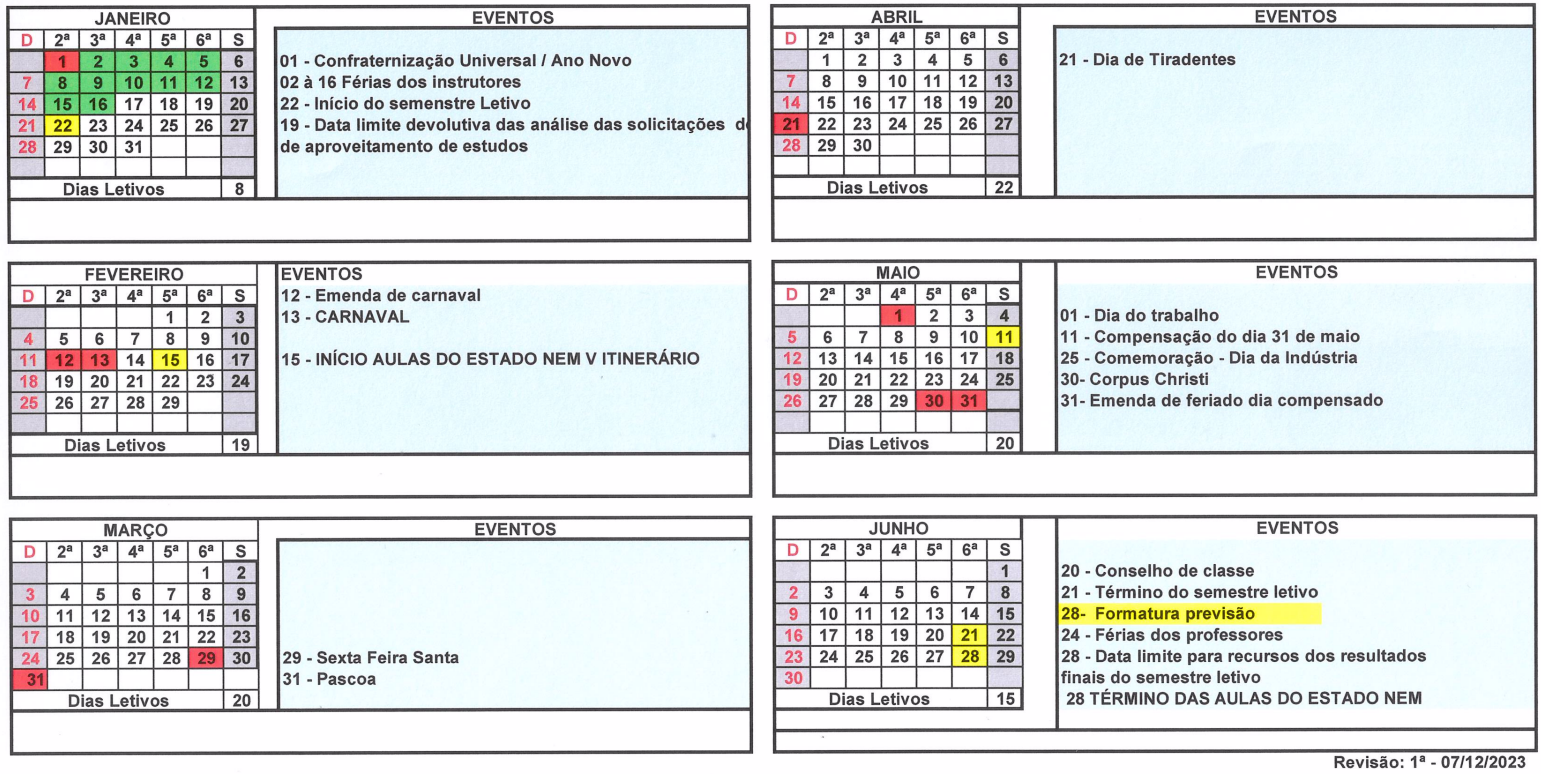 JANEIRO EVENTOS
D 2ª 3ª 4ª 5ª 6ª S
1 2 3 4 5 6 01 - Confraternização Universal / Ano Novo
7 8 9 10 11 12 13 02 à 16 Férias dos instrutores
14 15 16 17 18 19 20 22 - Início do semenstre Letivo
21 22 23 24 25 26 27 19 - Data limite devolutiva das análise das solicitações
28 29 30 31 de aproveitamento de estudos
Dias Letivos 8
FEVEREIRO EVENTOS
D 2ª 3ª 4ª 5ª 6ª S 12 - Emenda de carnaval
1 2 3 13 - CARNAVAL
4 5 6 7 8 9 10
11 12 13 14 15 16 17 15 - INÍCIO AULAS DO ESTADO NEM V ITINERÁRIO
18 19 20 21 22 23 24
25 26 27 28 29
Dias Letivos 19
MARÇO EVENTOS
D 2ª 3ª 4ª 5ª 6ª S
1 2
3 4 5 6 7 8 9
10 11 12 13 14 15 16
17 18 19 20 21 22 23
24 25 26 27 28 29 30 29 - Sexta Feira Santa
31 31 - Pascoa
Dias Letivos 20
ABRIL EVENTOS
D 2ª 3ª 4ª 5ª 6ª S
1 2 3 4 5 6 21 - Dia de Tiradentes
7 8 9 10 11 12 13
14 15 16 17 18 19 20
21 22 23 24 25 26 27
28 29 30
Dias Letivos 22
MAIO EVENTOS
D 2ª 3ª 4ª 5ª 6ª S
1 2 3 4 01 - Dia do trabalho
5 6 7 8 9 10 11 11 - Compensação do dia 31 de maio
12 13 14 15 16 17 18 25 - Comemoração - Dia da Indústria
19 20 21 22 23 24 25 30- Corpus Christi
26 27 28 29 30 31 31- Emenda de feriado dia compensado
Dias Letivos 20
JUNHO EVENTOS
D 2ª 3ª 4ª 5ª 6ª S
1 20 - Conselho de classe
2 3 4 5 6 7 8 21 - Término do semestre letivo
9 10 11 12 13 14 15 28- Formatura previsão
16 17 18 19 20 21 22 24 - Férias dos professores
23 24 25 26 27 28 29 28 - Data limite para recursos dos resultados
30 finais do semestre letivo
Dias Letivos 15 28 TÉRMINO DAS AULAS DO ESTADO NEM
Revisão: 1ª - 07/12/2023